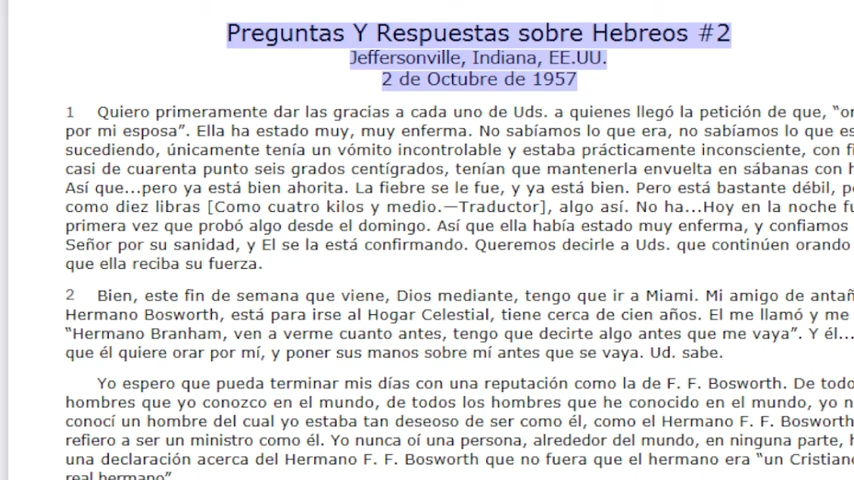 Preguntas Y Respuestas sobre Hebreos #2
Jeffersonville, Indiana, EE.UU.
2 de Octubre de 1957
1 Quiero primeramente dar las gracias a cada uno de Uds. a quienes llegó la petición de que,
por mi esposa”. Ella ha estado muy, muy enferma. No sabíamos lo que era, no sabíamos lo que
sucediendo, únicamente tenía un vómito incontrolable y estaba prácticamente inconsciente, con
casi de cuarenta punto seis grados centígrados, tenían que mantenerla envuelta en sábanas con
Así que...pero ya está bien ahorita. La fiebre se le fue, y ya está bien. Pero está bastante débil,
como diez libras [Como cuatro kilos y medio.—Traductor], algo así. No ha...Hoy en la noche
primera vez que probó algo desde el domingo. Así que ella había estado muy enferma, y confiamos
Señor por su sanidad, y El se la está confirmando. Queremos decirle a Uds. que continúen orando
que ella reciba su fuerza.
2 Bien, este fin de semana que viene, Dios mediante, tengo que ir a Miami. Mi amigo de
Hermano Bosworth, está para irse al Hogar Celestial, tiene cerca de cien años. El me llamó y me
“Hermano Branham, ven a verme cuanto antes, tengo que decirte algo antes que me vaya”. Y él...
que él quiere orar por mí, y poner sus manos sobre mí antes que se vaya. Ud. sabe.
Yo espero que pueda terminar mis días con una reputación como la de F. F. Bosworth. De
hombres que yo conozco en el mundo, de todos los hombres que he conocido en el mundo, yo
conocí un hombre del cual yo estaba tan deseoso de ser como él, como el Hermano F. F. Bosworth
refiero a ser un ministro como él. Yo nunca oí una persona, alrededor del mundo, en ninguna parte,
una declaración acerca del Hermano F. F. Bosworth que no fuera que el hermano era “un
real hermano”